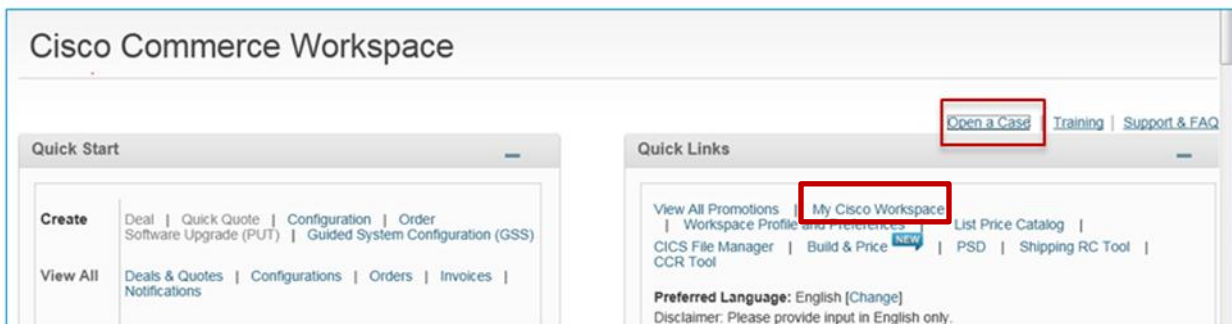 Cisco Commerce Workspace
Open a Case | Training | Support & FAQ
Quick Start
Create
Deal | Quick Quote | Configuration | Order
Software Upgrade (PUT) | Guided System Configuration (GSS)
View All
Deals & Quotes | Configurations | Orders | Invoices |
Notifications
Quick Links
View All Promotions | My Cisco Workspace
| Workspace Profile and Preferences | List Price Catalog |
CICS File Manager | Build & Price NEW | PSD | Shipping RC Tool |
CCR Tool
Preferred Language: English [Change]
Disclaimer: Please provide input in English only.